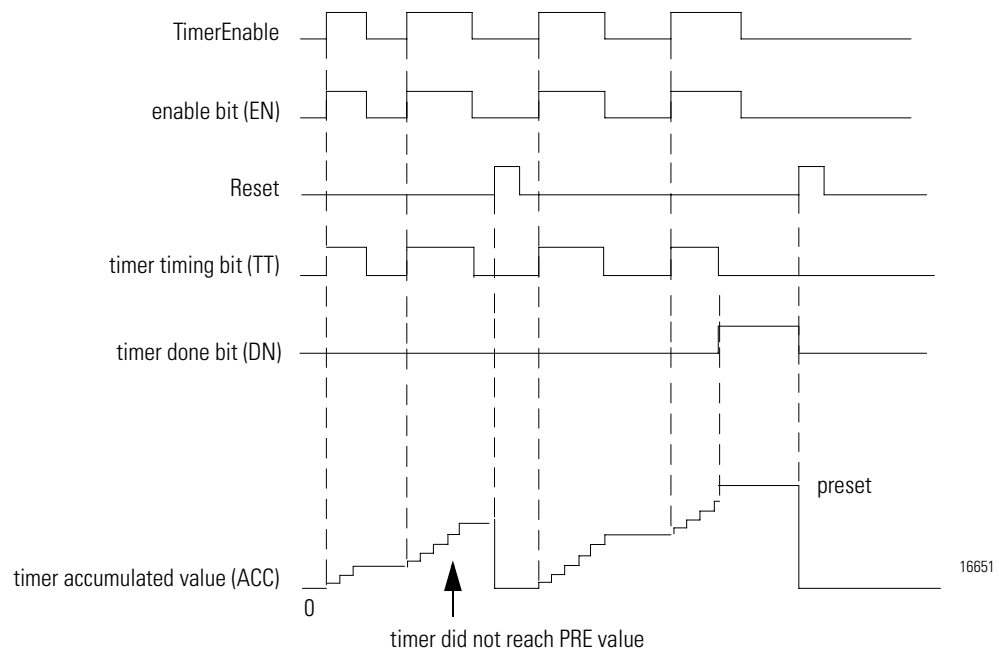 TimerEnable
enable bit (EN)
Reset
timer timing bit (TT)
timer done bit (DN)
preset
timer accumulated value (ACC)
16651
0
timer did not reach PRE value